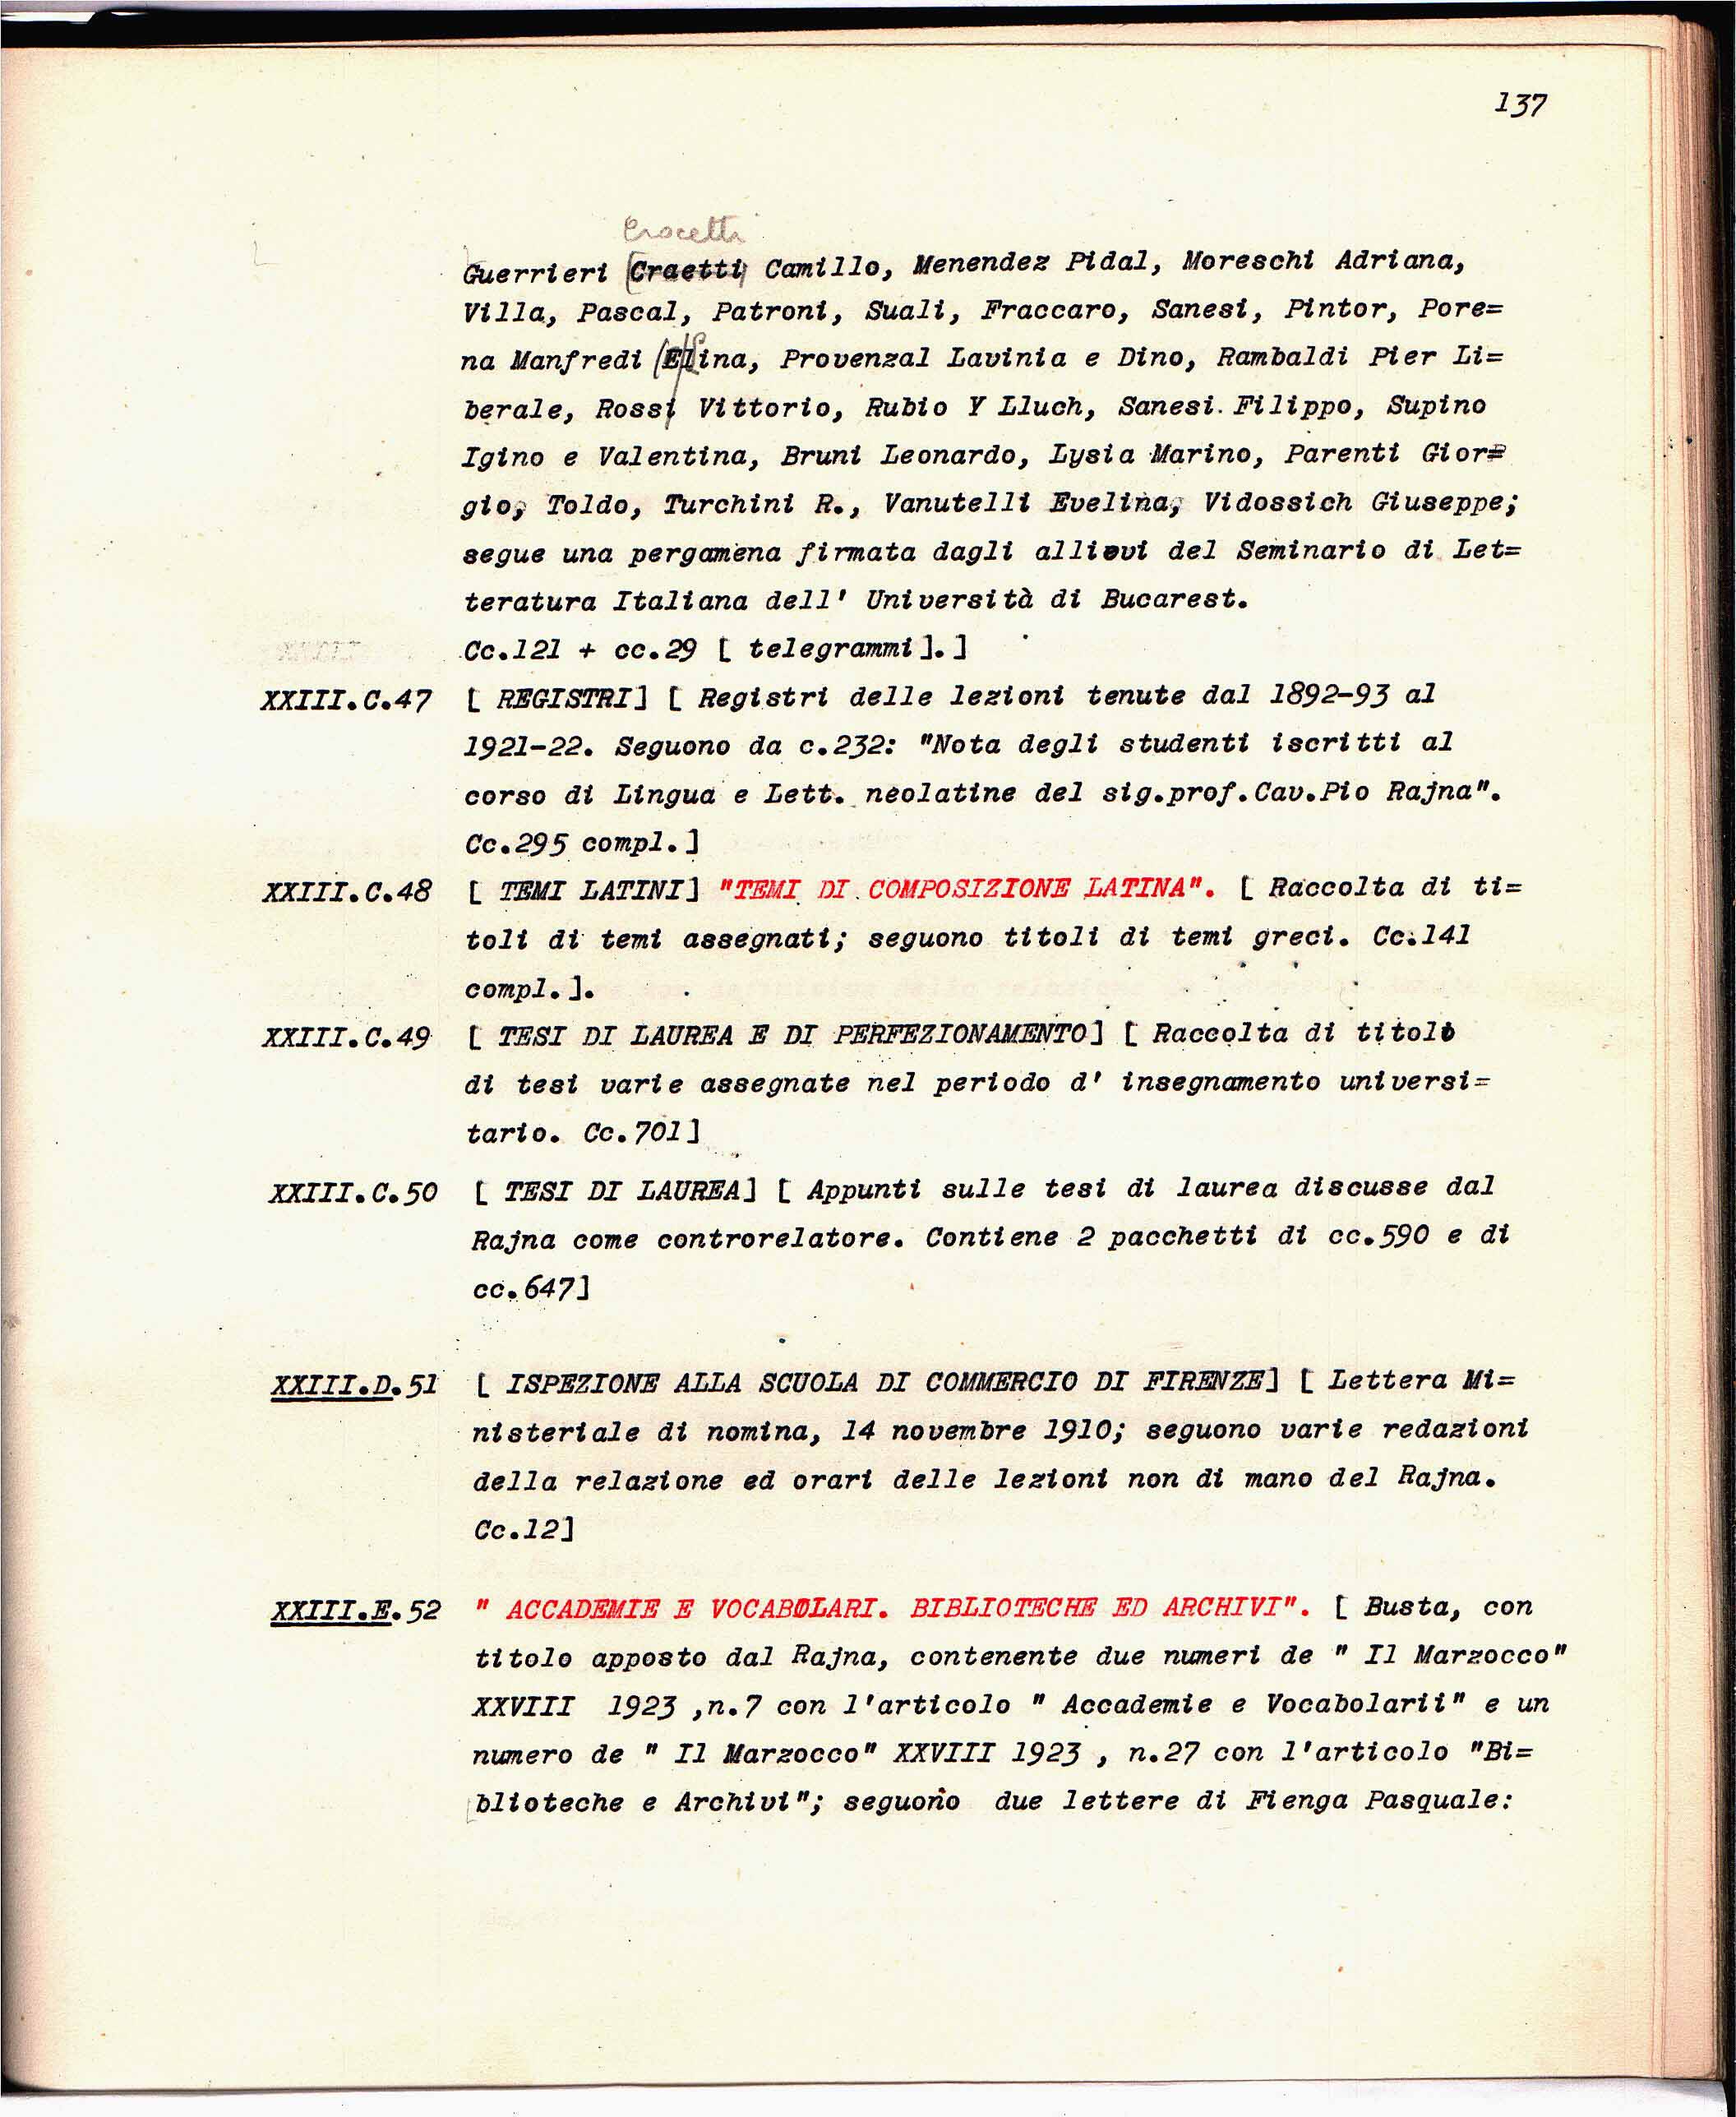 137
Crocetti
Guerrieri Craetti Camillo, Menendez Pidal, Moreschi Adriana,
Villa, Pascal, Patroni, Suali, Fraccaro, Sanesi, Pintor, Pore=
na Manfredi Elina, Provenzal Lavinia e Dino, Rambaldi Pier Li=
berale, Rossi Vittorio, Rubio Y Lluch, Sanesi Filippo, Supino
Igino e Valentina, Bruni Leonardo, Lysia Marino, Parenti Gior=
gio, Toldo, Turchini R., Vanutelli Evelina, Vidossich Giuseppe;
segue una pergamena firmata dagli allievi del Seminario di Let=
teratura Italiana dell' Università di Bucarest.
Cc.121 + cc.29 [ telegrammi].]
XXIII.C.47 [ REGISTRI] [ Registri delle lezioni tenute dal 1892-93 al
1921-22. Seguono da c.232: "Nota degli studenti iscritti al
corso di Lingua e Lett. neolatine del sig.prof.Cav.Pio Rajna".
Cc.295 compl.]
XXIII.C.48 [ TEMI LATINI] "TEMI DI COMPOSIZIONE LATINA". [ Raccolta di ti=
toli di temi assegnati; seguono titoli di temi greci. Cc.141
compl.].
XXIII.C.49 [ TESI DI LAUREA E DI PERFEZIONAMENTO] [ Raccolta di titoli
di tesi varie assegnate nel periodo d' insegnamento universi=
tario. Cc.701]
XXIII.C.50 [ TESI DI LAUREA] [ Appunti sulle tesi di laurea discusse dal
Rajna come controrelatore. Contiene 2 pacchetti di cc.590 e di
cc.647]
XXIII.D.51 [ ISPEZIONE ALLA SCUOLA DI COMMERCIO DI FIRENZE] [ Lettera Mi=
nisteriale di nomina, 14 novembre 1910; seguono varie redazioni
della relazione ed orari delle lezioni non di mano del Rajna.
Cc.12]
XXIII.E.52 " ACCADEMIE E VOCABOLARI. BIBLIOTECHE ED ARCHIVI". [ Busta, con
titolo apposto dal Rajna, contenente due numeri de " Il Marzocco"
XXVIII 1923 ,n.7 con l'articolo " Accademie e Vocabolarii" e un
numero de " Il Marzocco" XXVIII 1923 , n.27 con l'articolo "Bi=
blioteche e Archivi"; seguono due lettere di Fienga Pasquale: